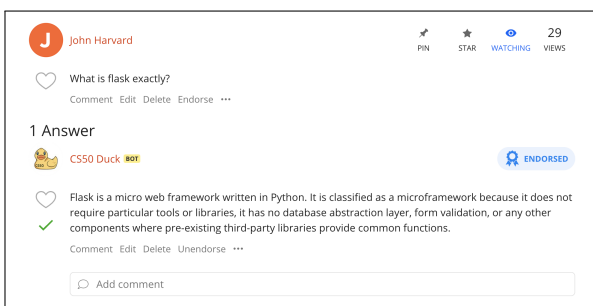 J
John Harvard
PIN
STAR
WATCHING
29
VIEWS
What is flask exactly?
Comment Edit Delete Endorse •••
1 Answer
CS50 Duck BOT
ENDORSED
Flask is a micro web framework written in Python. It is classified as a microframework because it does not
require particular tools or libraries, it has no database abstraction layer, form validation, or any other
components where pre-existing third-party libraries provide common functions.
Comment Edit Delete Unendorse •••
Add comment